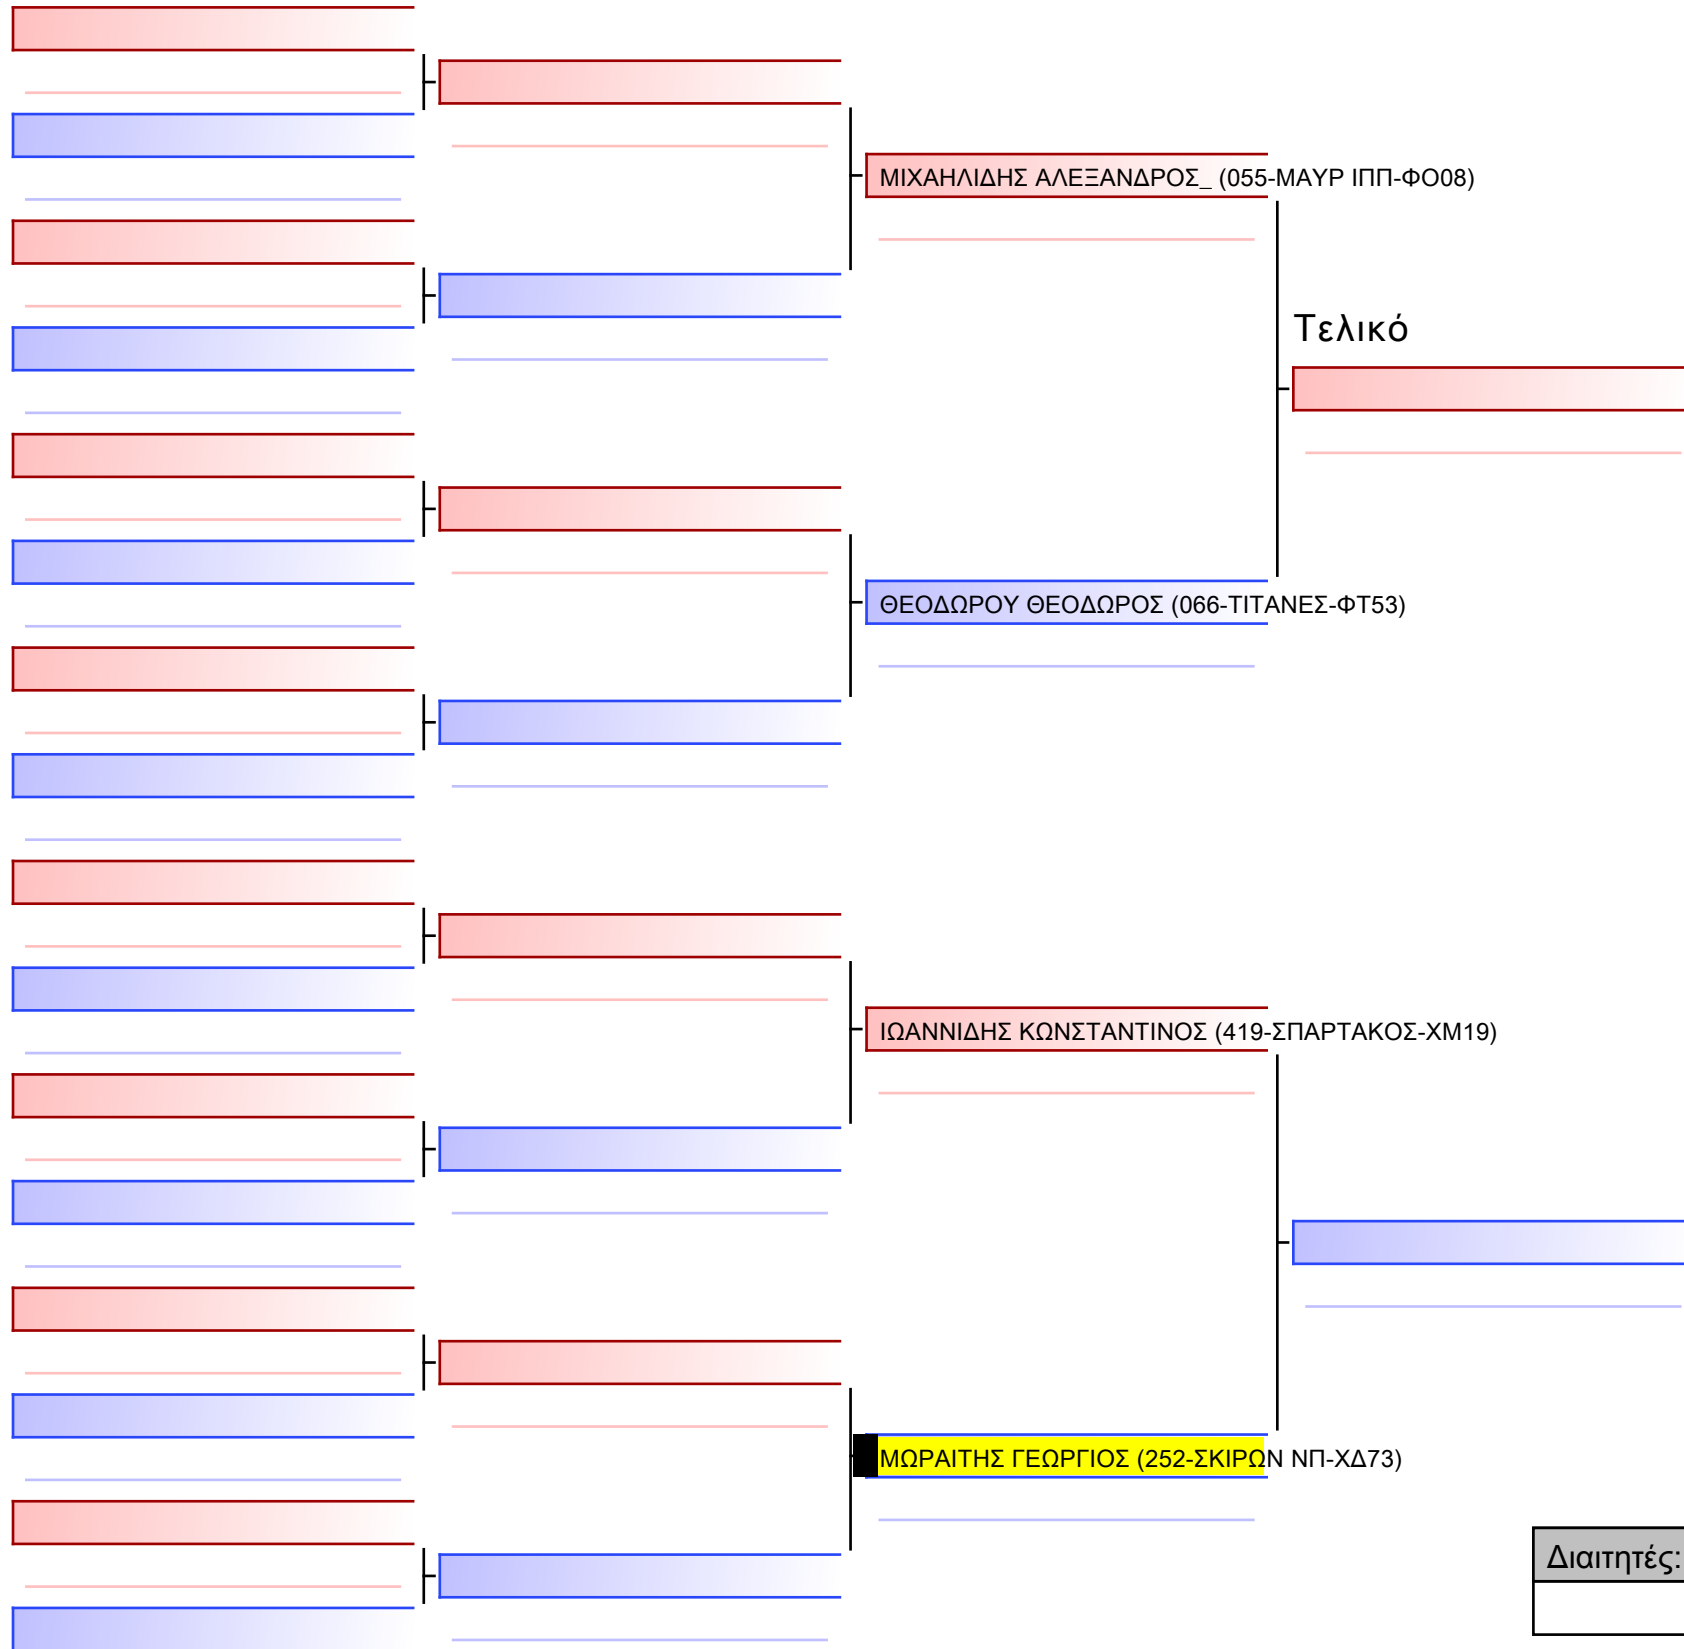 ΜΙΧΑΗΛΙΔΗΣ ΑΛΕΞΑΝΔΡΟΣ_ (055-ΜΑΥΡ ΙΠΠ-ΦΟ08)
Τελικό
ΘΕΟΔΩΡΟΥ ΘΕΟΔΩΡΟΣ (066-ΤΙΤΑΝΕΣ-ΦΤ53)
ΙΩΑΝΝΙΔΗΣ ΚΩΝΣΤΑΝΤΙΝΟΣ (419-ΣΠΑΡΤΑΚΟΣ-ΧΜ19)
ΜΩΡΑΙΤΗΣ ΓΕΩΡΓΙΟΣ (252-ΣΚΙΡΩΝ ΝΠ-ΧΔ73)
Διαιτητές: